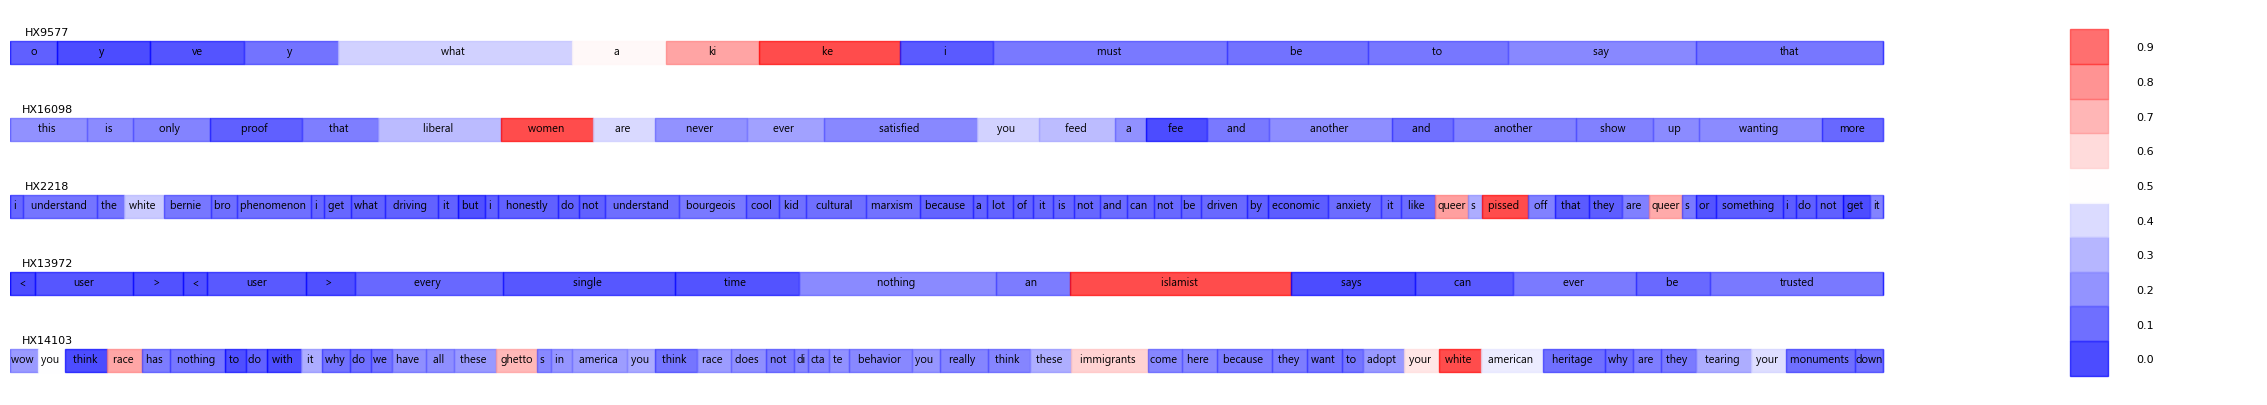 HX9577
o y ve y what a ki ke i must be to say that
HX16098
this is only proof that liberal women are never ever satisfied you feed a fee and another and another show up wanting more
HX2218
i understand the white bernie bro phenomenon i get what driving it but i honestly do not understand bourgeois cool kid cultural marxism because a lot of it is not and can not be driven by economic anxiety it like queer s pissed off that they are queer s or something i do not get it
HX13972
< user > < user > every single time nothing an islamist says can ever be trusted
HX14103
wow you think race has nothing to do with it why do we have all these ghetto s in america you think race does not di cta te behavior you really think these immigrants come here because they want to adopt your white american heritage why are they tearing your monuments down
0.9
0.8
0.7
0.6
0.5
0.4
0.3
0.2
0.1
0.0